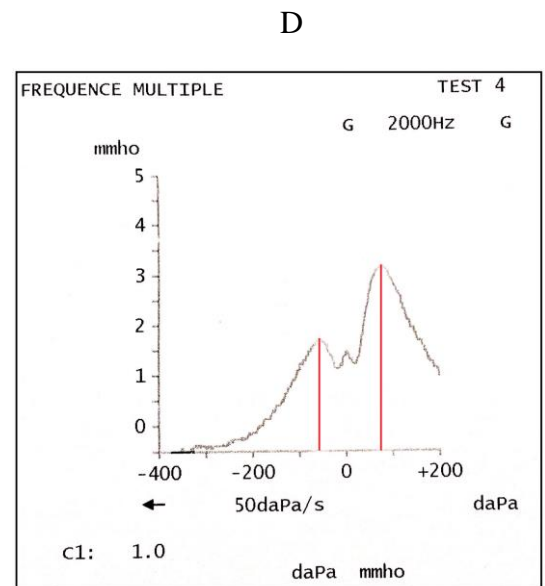 D
FREQUENCE MULTIPLE TEST 4
G 2000Hz G
mmho
5
4
3
2
1
0
-400 -200 0 +200
← 50daPa/s daPa
c1: 1.0
daPa mmho